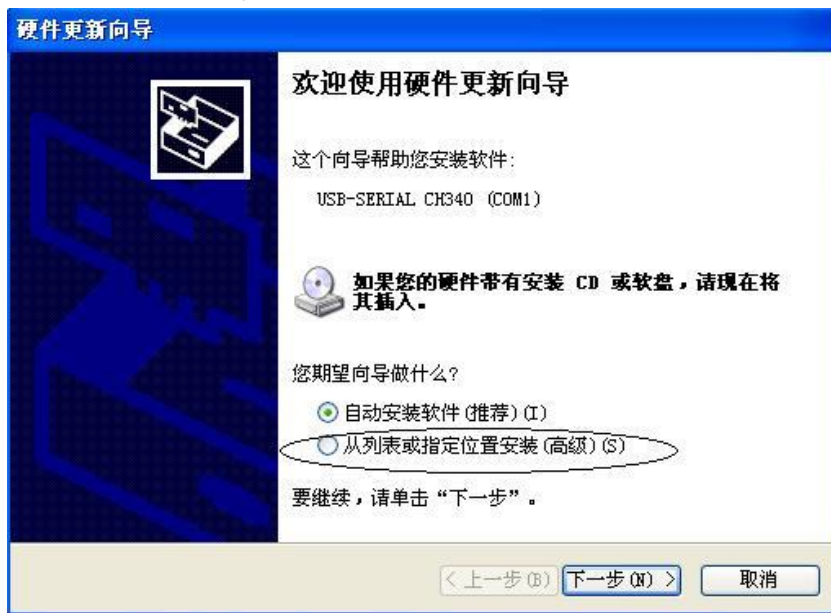 硬件更新向导
欢迎使用硬件更新向导
这个向导帮助您安装软件:
USB-SERIAL CH340 (COM1)
如果您的硬件带有安装 CD 或软盘，请现在将
其插入。
您期望向导做什么?
自动安装软件(推荐)(I)
从列表或指定位置安装(高级)(S)
要继续，请单击“下一步”。
< 上一步(B) 下一步(N) > 取消